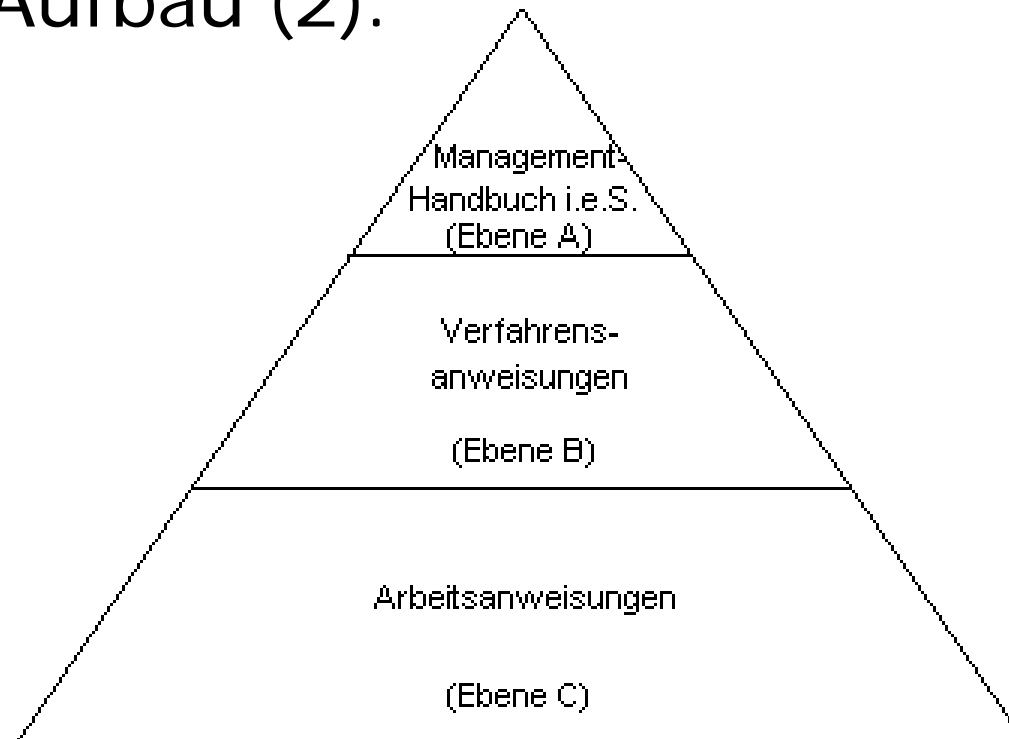 Aufbau (2):
Management-
Handbuch i.e.S.
(Ebene A)
Verfahrens-
anweisungen
(Ebene B)
Arbeitsanweisungen
(Ebene C)